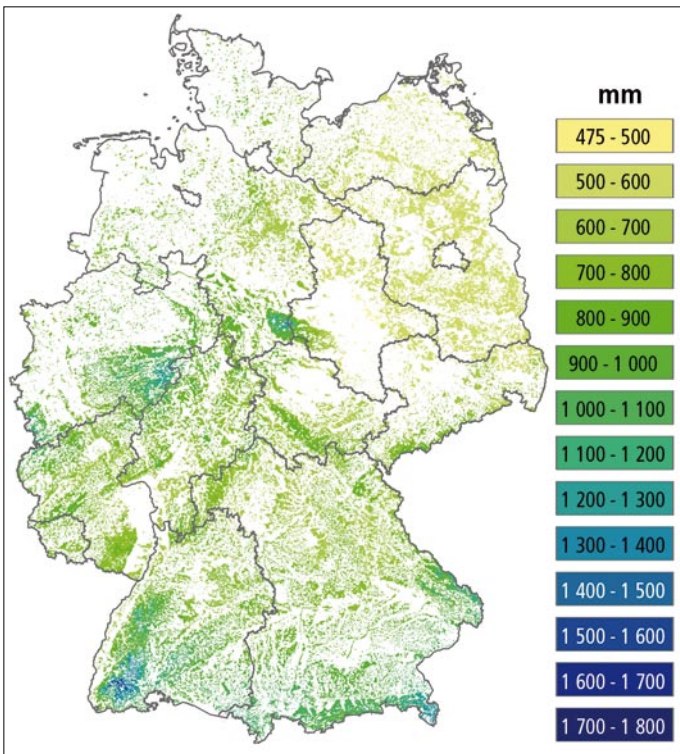 mm
475 - 500
500 - 600
600 - 700
700 - 800
800 - 900
900 - 1 000
1 000 - 1 100
1 100 - 1 200
1 200 - 1 300
1 300 - 1 400
1 400 - 1 500
1 500 - 1 600
1 600 - 1 700
1 700 - 1 800